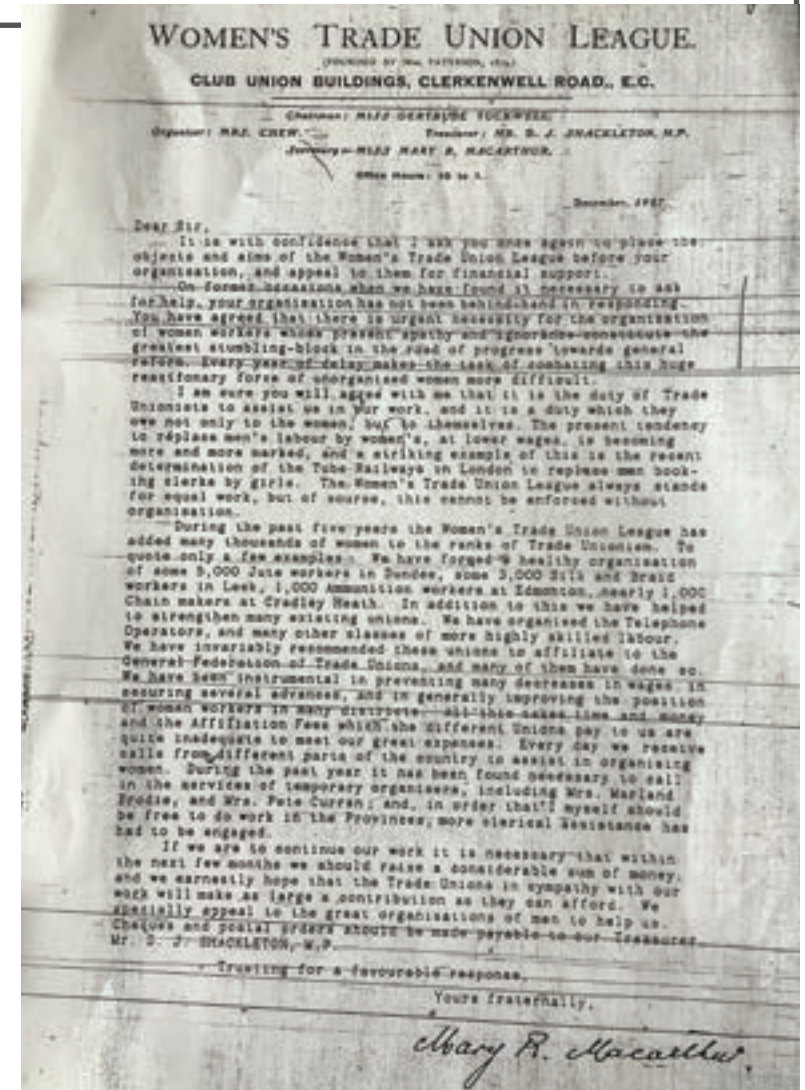 WOMEN'S TRADE UNION LEAGUE.
(FOUNDED BY Mrs. PATERSON, 1874.)
CLUB UNION BUILDINGS, CLERKENWELL ROAD., E.C.
Chairman: MISS GERTRUDE TUCKWELL.
Organiser: MRS. CHEW. Treasurer: MR. D. J. SHACKLETON, M.P.
Secretary—MISS MARY R. MACARTHUR.
Office Hours: 10 to
December, 1907
Dear Sir,
It is with confidence that I ask you once again to place the
objects and aims of the Women's Trade Union League before your
organisation, and appeal to them for financial support.
On former occasions when we have found it necessary to ask
for help, your organisation has not been behind-hand in responding.
You have agreed that there is urgent necessity for the organisation
of women workers whose present apathy and ignorance constitute the
greatest stumbling-block in the road of progress towards general
reform. Every year of delay makes the task of combating this huge
reactionary force of unorganised women more difficult.
I am sure you will agree with me that it is the duty of Trade
Unionists to assist us in our work, and it is a duty which they
owe not only to the women, but to themselves. The present tendency
to replace men's labour by women's, at lower wages, is becoming
more and more marked, and a striking example of this is the recent
determination of the Tube Railways in London to replace men book-
ing clerks by girls. The Women's Trade Union League always stands
for equal work, but of course, this cannot be enforced without
organisation.
During the past five years the Women's Trade Union League has
added many thousands of women to the ranks of Trade Unionism. To
quote only a few examples: We have formed a healthy organisation
of some 5,000 Jute workers in Dundee, some 3,000 Silk and Braid
workers in Leek, 1,000 Ammunition workers at Edmonton, nearly 1,000
Chain makers at Cradley Heath. In addition to this we have helped
to strengthen many existing unions. We have organised the Telephone
Operators, and many other classes of more highly skilled labour.
We have invariably recommended these unions to affiliate to the
General Federation of Trade Unions, and many of them have done so.
We have been instrumental in preventing many decreases in wages, in
securing several advances, and in generally improving the position
of women workers in many districts. All this takes time and money
and the Affiliation Fees which the different Unions pay to us are
quite inadequate to meet our great expenses. Every day we receive
calls from different parts of the country to assist in organising
women. During the past year it has been found necessary to call
in the services of temporary organisers, including Mrs. Marland
Brodie, and Mrs. Pete Curran; and, in order that I myself should
be free to do work in the Provinces, more clerical assistance has
had to be engaged.
If we are to continue our work it is necessary that within
the next few months we should raise a considerable sum of money,
and we earnestly hope that the Trade Unions in sympathy with our
work will make as large a contribution as they can afford. We
specially appeal to the great organisations of men to help us.
Cheques and postal orders should be made payable to our Treasurer
Mr. D. J. SHACKLETON, M.P.
Trusting for a favourable response,
Yours fraternally,
Mary R. Macarthur.